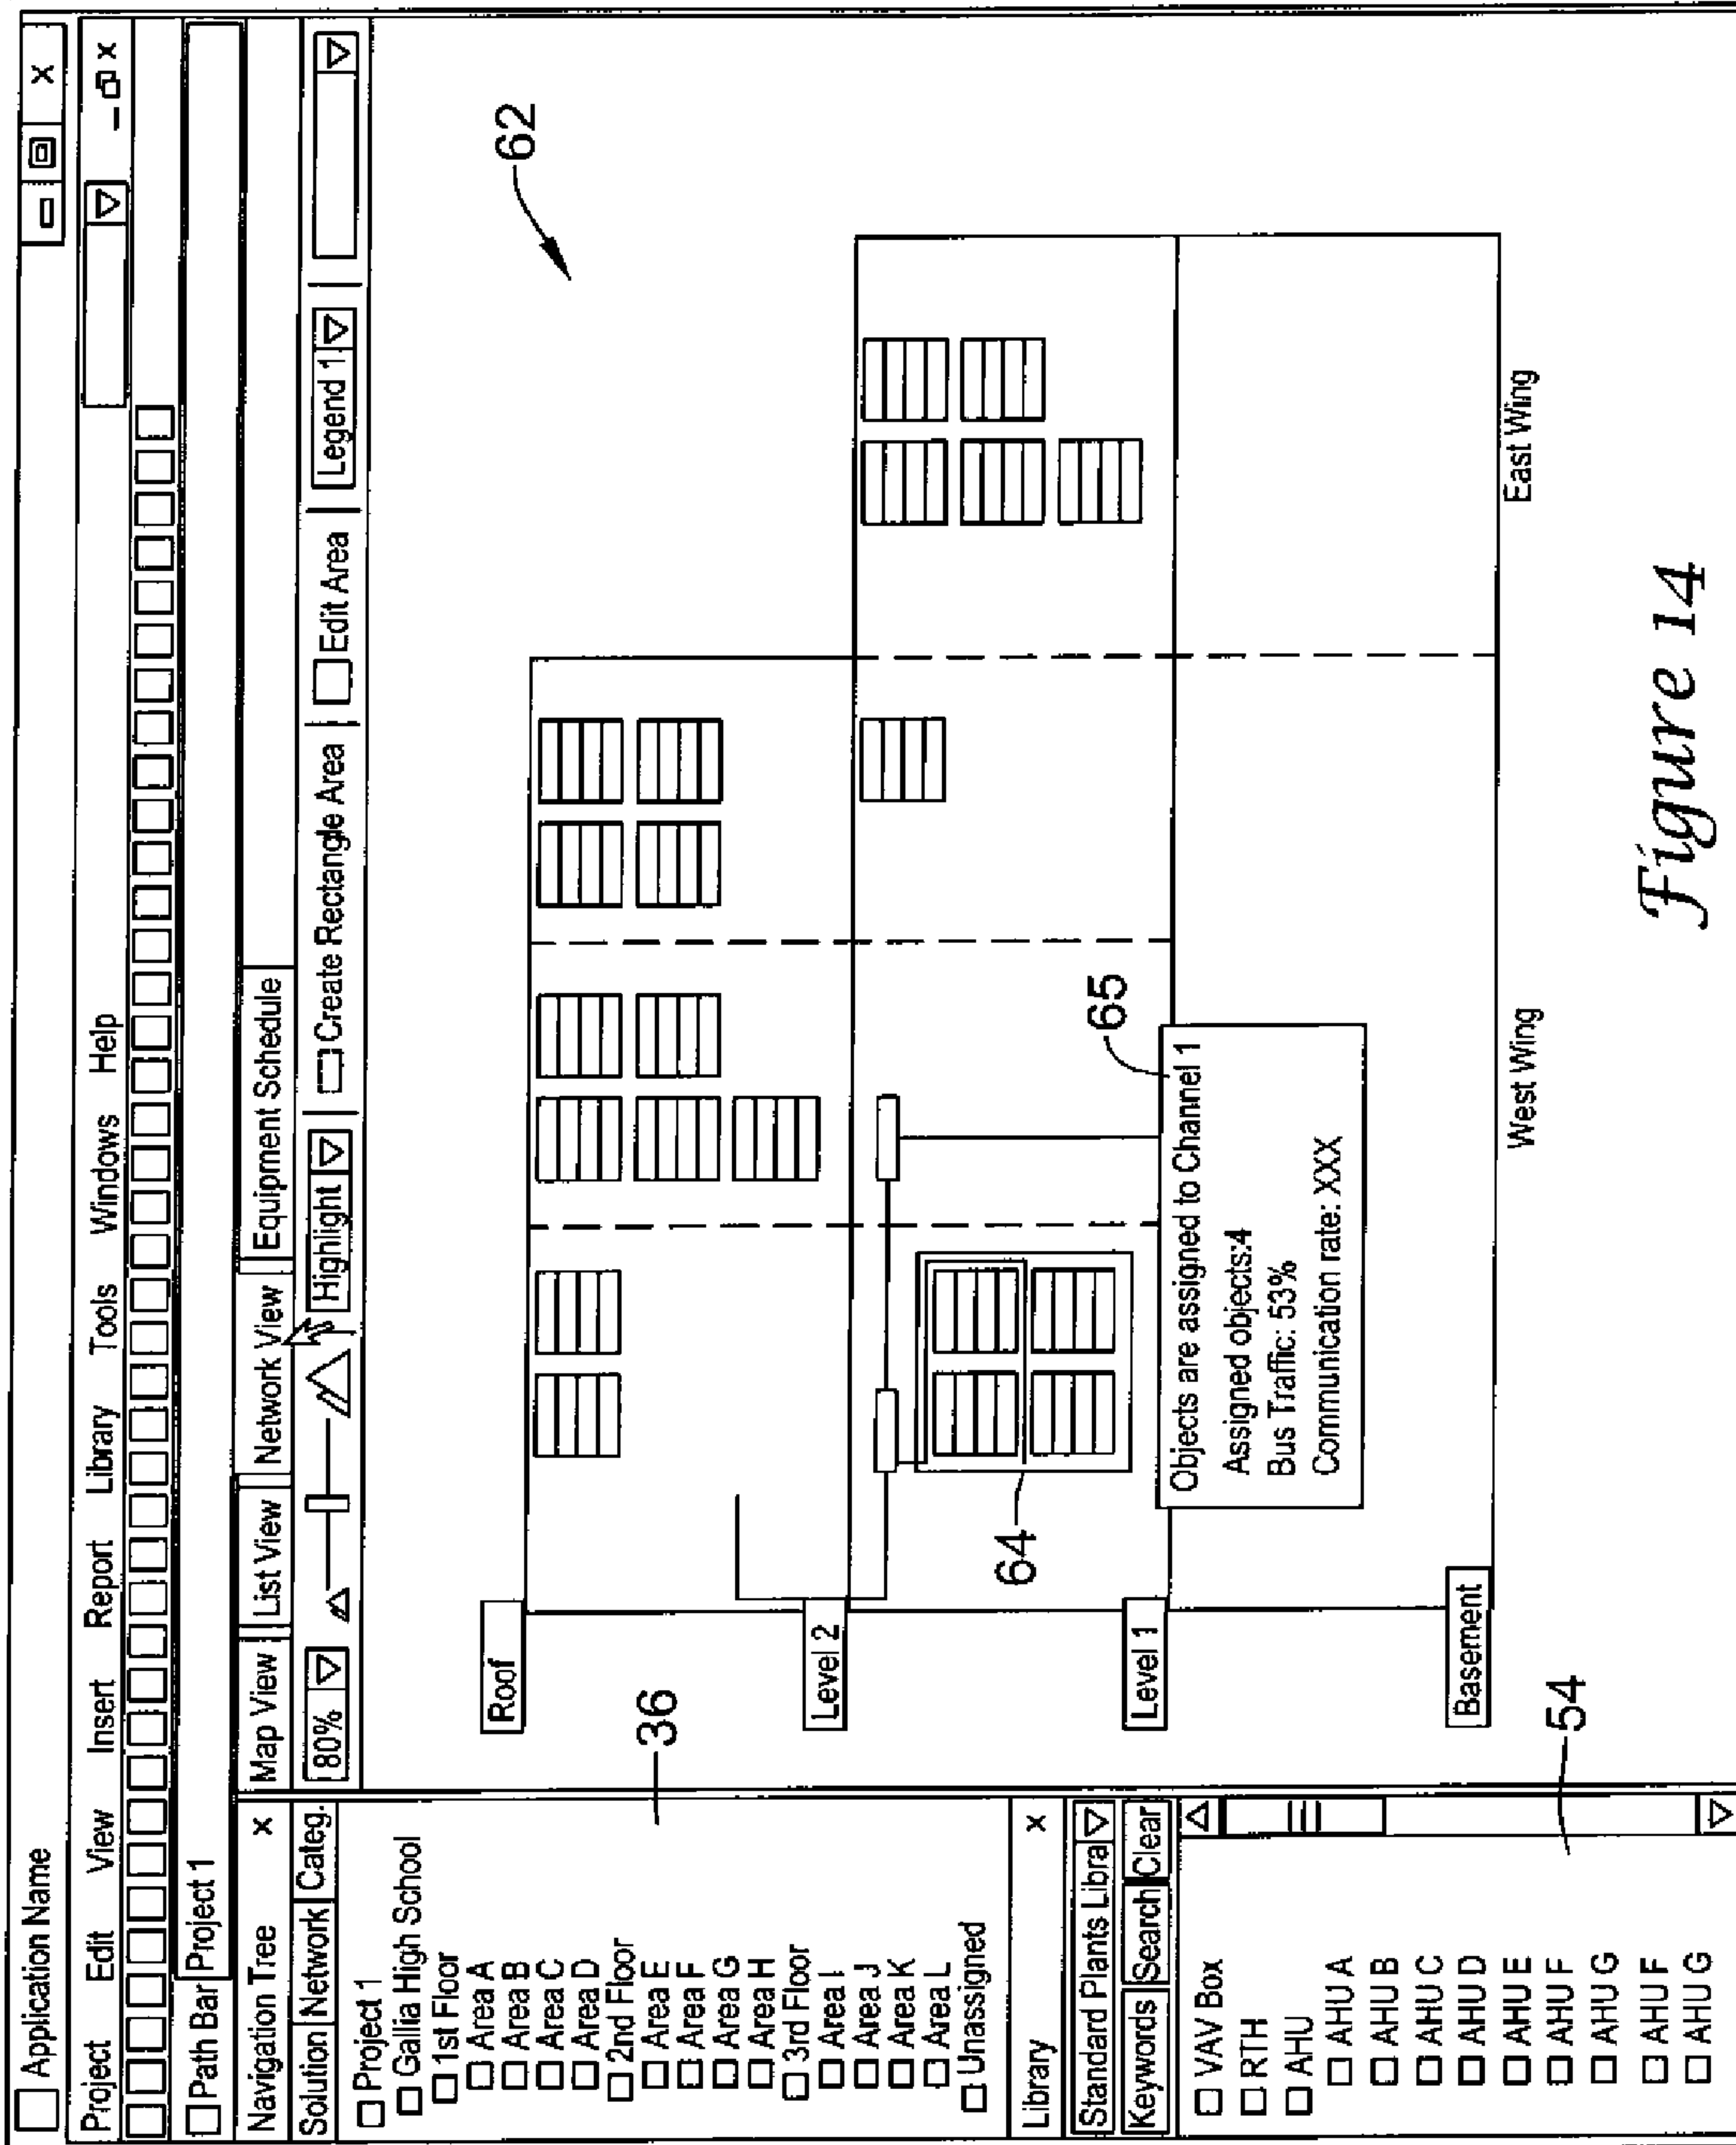 Application Name
Project Edit View Insert Report Library Tools Windows Help
Path Bar Project 1
Navigation Tree x
Map View List View Network View Equipment Schedule
Solution Network Categ.
80% Highlight Create Rectangle Area Edit Area Legend 1
Project 1
Gallia High School
1st Floor
Area A
Area B
Area C
Area D
2nd Floor
Area E
Area F
Area G
Area H
3rd Floor
Area I
Area J
Area K
Area L
Unassigned
36
Library x
Standard Plants Libra
Keywords Search Clear
VAV Box
RTH
AHU
AHU A
AHU B
AHU C
AHU D
AHU E
AHU F
AHU G
AHU F
AHU G
54
62
Roof
Level 2
Level 1
Basement
64
65
Objects are assigned to Channel 1
Assigned objects:4
Bus Traffic: 53%
Communication rate: XXX
West Wing
East Wing
Figure 14